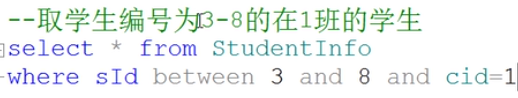 --取学生编号为3-8的在1班的学生
select * from StudentInfo
where sId between 3 and 8 and cid=1